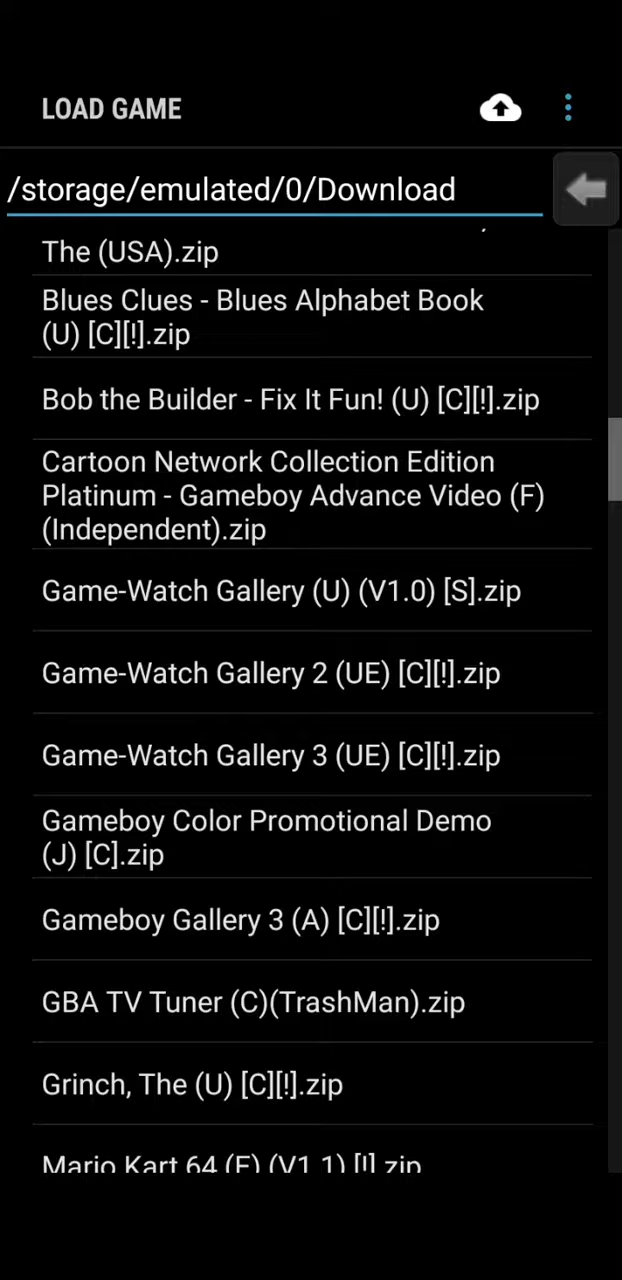 LOAD GAME
/storage/emulated/0/Download
The (USA).zip
Blues Clues - Blues Alphabet Book
(U) [C][!].zip
Bob the Builder - Fix It Fun! (U) [C][!].zip
Cartoon Network Collection Edition
Platinum - Gameboy Advance Video (F)
(Independent).zip
Game-Watch Gallery (U) (V1.0) [S].zip
Game-Watch Gallery 2 (UE) [C][!].zip
Game-Watch Gallery 3 (UE) [C][!].zip
Gameboy Color Promotional Demo
(J) [C].zip
Gameboy Gallery 3 (A) [C][!].zip
GBA TV Tuner (C)(TrashMan).zip
Grinch, The (U) [C][!].zip
Mario Kart 64 (E) (V1.1) [!].zip